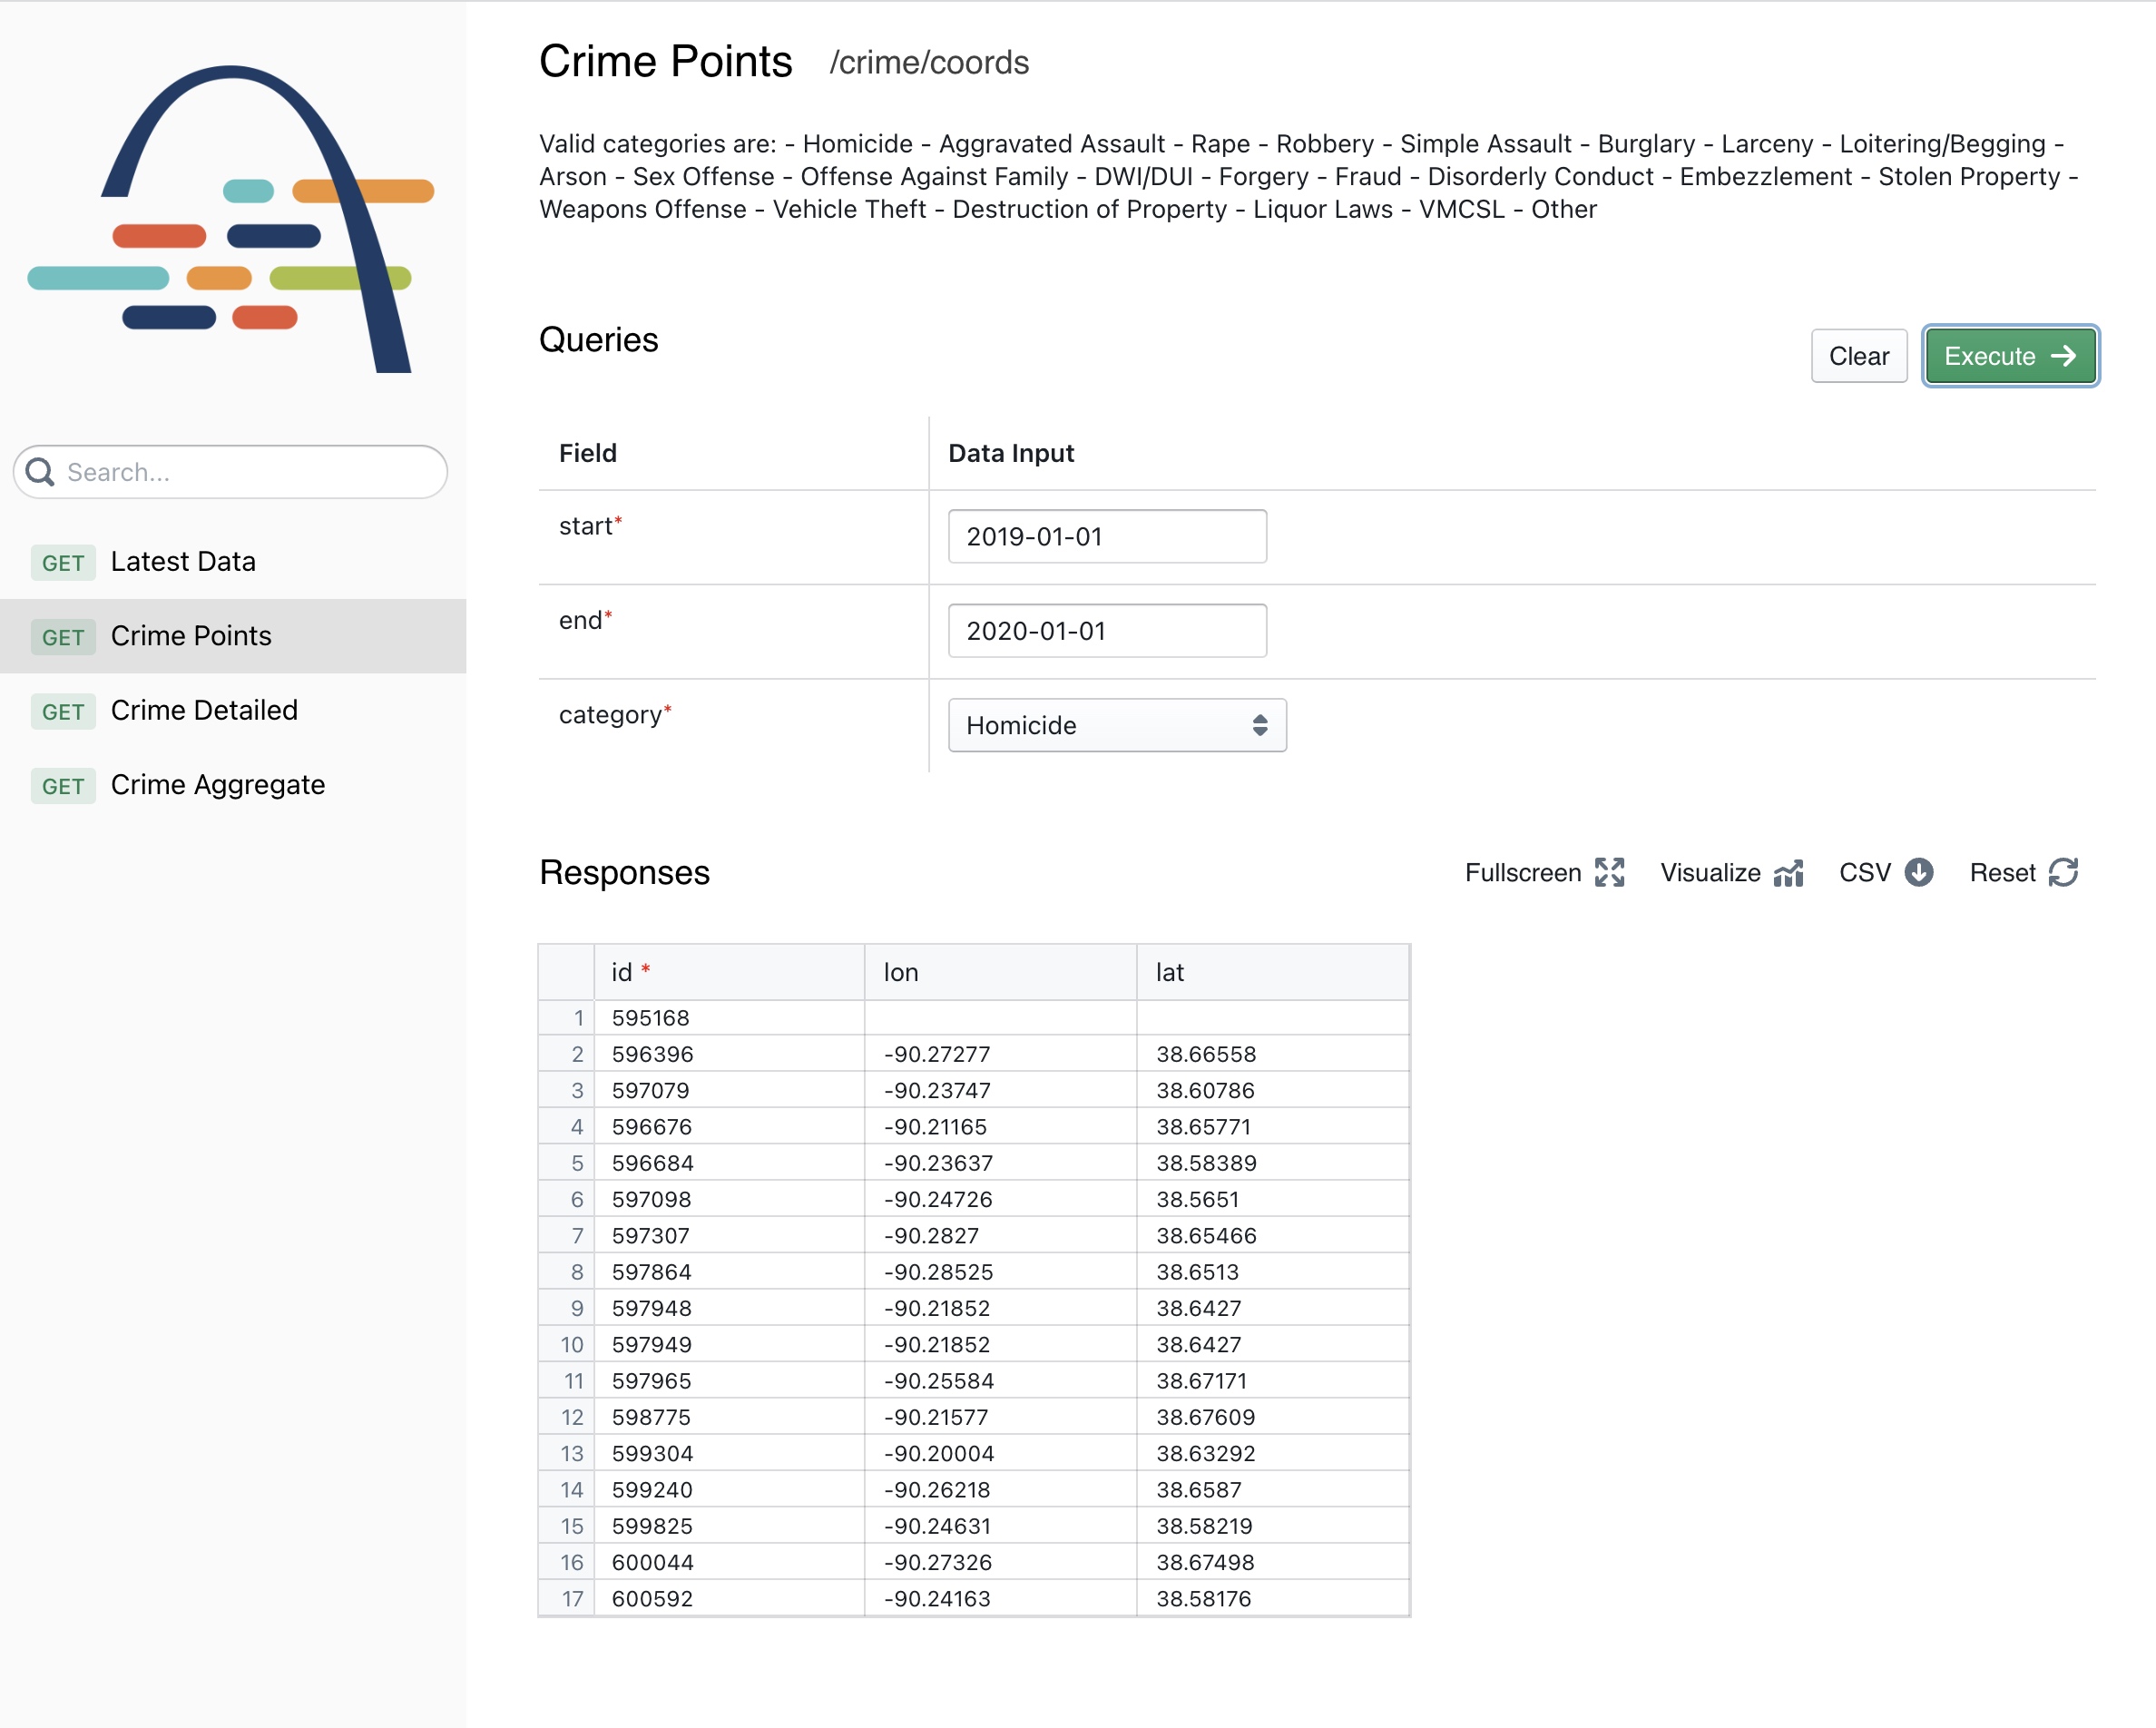 Crime Points /crime/coords
Valid categories are: - Homicide - Aggravated Assault - Rape - Robbery - Simple Assault - Burglary - Larceny - Loitering/Begging -
Arson - Sex Offense - Offense Against Family - DWI/DUI - Forgery - Fraud - Disorderly Conduct - Embezzlement - Stolen Property -
Weapons Offense - Vehicle Theft - Destruction of Property - Liquor Laws - VMCSL - Other
Search...
GET Latest Data
GET Crime Points
GET Crime Detailed
GET Crime Aggregate
Queries
Clear
Execute
Field Data Input
start* 2019-01-01
end* 2020-01-01
category* Homicide
Responses
Fullscreen
Visualize
CSV
Reset
id * lon lat
1 595168
2 596396 -90.27277 38.66558
3 597079 -90.23747 38.60786
4 596676 -90.21165 38.65771
5 596684 -90.23637 38.58389
6 597098 -90.24726 38.5651
7 597307 -90.2827 38.65466
8 597864 -90.28525 38.6513
9 597948 -90.21852 38.6427
10 597949 -90.21852 38.6427
11 597965 -90.25584 38.67171
12 598775 -90.21577 38.67609
13 599304 -90.20004 38.63292
14 599240 -90.26218 38.6587
15 599825 -90.24631 38.58219
16 600044 -90.27326 38.67498
17 600592 -90.24163 38.58176